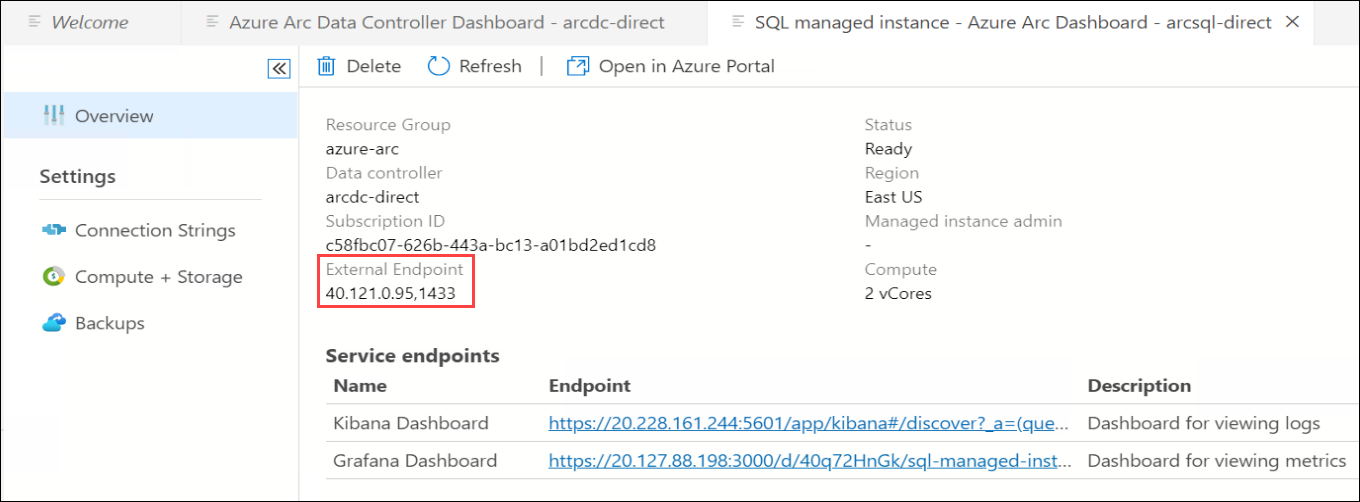 Welcome
Azure Arc Data Controller Dashboard - arcdc-direct
SQL managed instance - Azure Arc Dashboard - arcsql-direct
Delete
Refresh
Open in Azure Portal
Overview
Settings
Connection Strings
Compute + Storage
Backups
Resource Group
azure-arc
Data controller
arcdc-direct
Subscription ID
c58fbc07-626b-443a-bc13-a01bd2ed1cd8
External Endpoint
40.121.0.95,1433
Status
Ready
Region
East US
Managed instance admin
-
Compute
2 vCores
Service endpoints
Name Endpoint Description
Kibana Dashboard https://20.228.161.244:5601/app/kibana#/discover?_a=(que... Dashboard for viewing logs
Grafana Dashboard https://20.127.88.198:3000/d/40q72HnGk/sql-managed-inst... Dashboard for viewing metrics